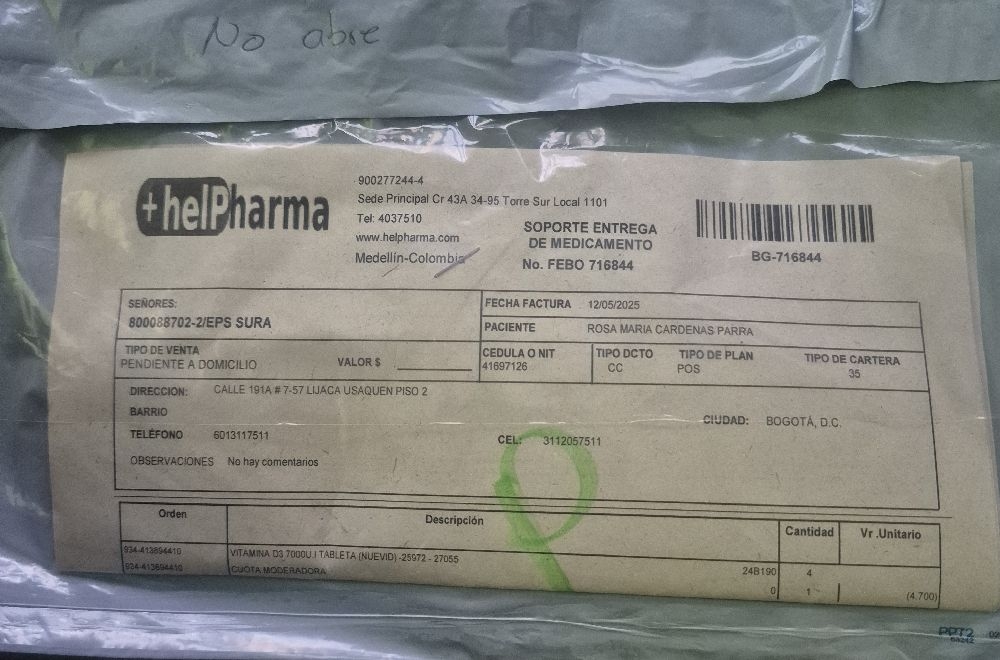 No abre
+helPharma
900277244-4
Sede Principal Cr 43A 34-95 Torre Sur Local 1101
Tel: 4037510
www.helpharma.com
Medellín-Colombia
SOPORTE ENTREGA
DE MEDICAMENTO
No. FEBO 716844
BG-716844
SEÑORES:
800088702-2/EPS SURA
FECHA FACTURA 12/05/2025
PACIENTE ROSA MARIA CARDENAS PARRA
TIPO DE VENTA
PENDIENTE A DOMICILIO
VALOR $
CEDULA O NIT
41697126
TIPO DCTO
CC
TIPO DE PLAN
POS
TIPO DE CARTERA
35
DIRECCION: CALLE 191A # 7-57 LIJACA USAQUEN PISO 2
BARRIO
CIUDAD: BOGOTÁ, D.C.
TELÉFONO 6013117511
CEL: 3112057511
OBSERVACIONES No hay comentarios
Orden Descripción Cantidad Vr .Unitario
934-413694410 VITAMINA D3 7000U.I TABLETA (NUEVID) -25972 - 27055 24B190 4
934-413694410 CUOTA MODERADORA 0 1 (4.700)
PPT2